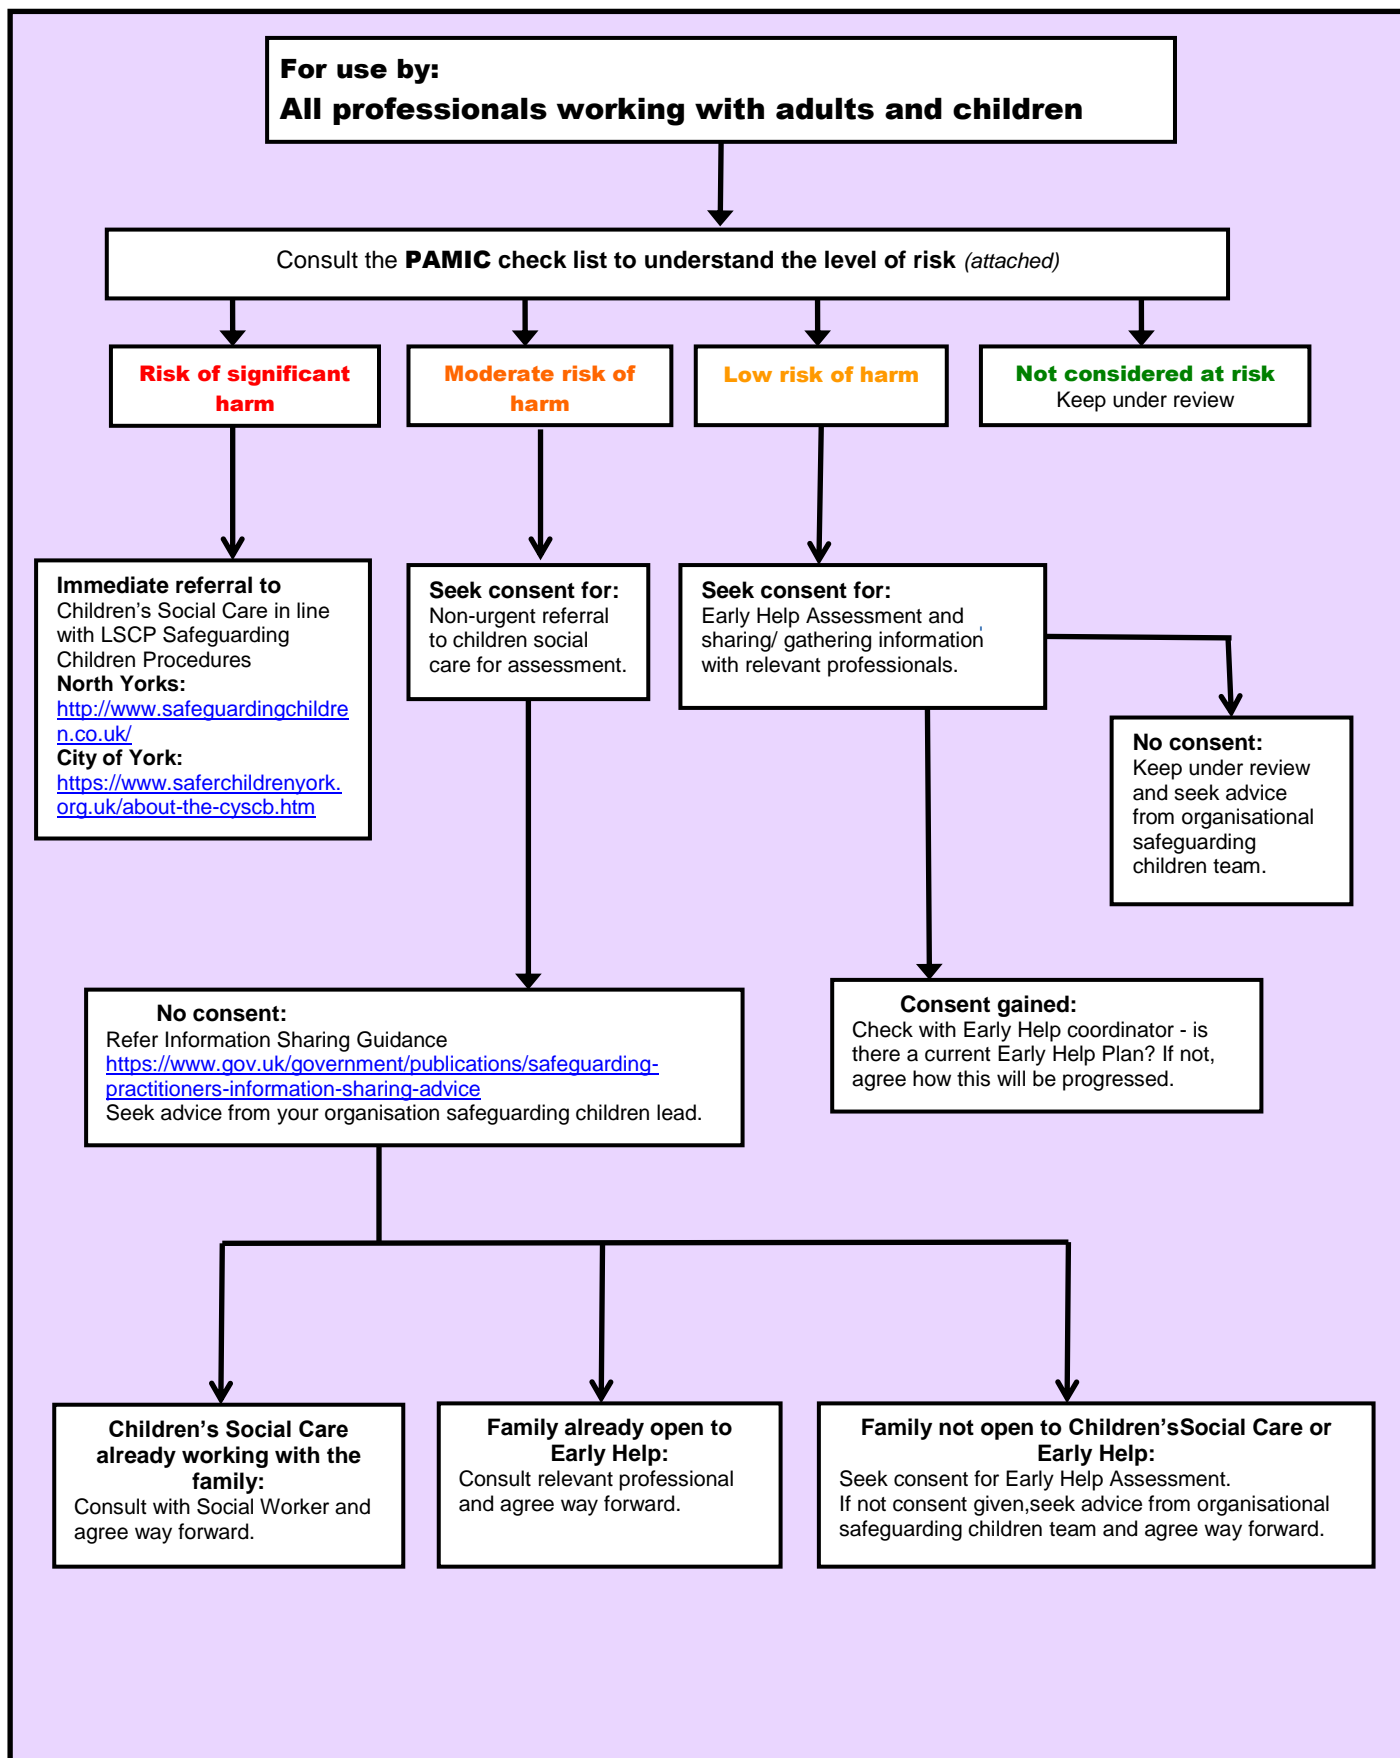 For use by:
All professionals working with adults and children
Consult the PAMIC check list to understand the level of risk (attached)
Risk of significant
harm
Moderate risk of
harm
Low risk of harm
Not considered at risk
Keep under review
Immediate referral to
Children’s Social Care in line
with LSCP Safeguarding
Children Procedures
North Yorks:
http://www.safeguardingchildre
n.co.uk/
City of York:
https://www.saferchildrenyork.
org.uk/about-the-cyscb.htm
Seek consent for:
Non-urgent referral
to children social
care for assessment.
Seek consent for:
Early Help Assessment and
sharing/ gathering information
with relevant professionals.
No consent:
Keep under review
and seek advice
from organisational
safeguarding
children team.
No consent:
Refer Information Sharing Guidance
https://www.gov.uk/government/publications/safeguarding-
practitioners-information-sharing-advice
Seek advice from your organisation safeguarding children lead.
Consent gained:
Check with Early Help coordinator - is
there a current Early Help Plan? If not,
agree how this will be progressed.
Children’s Social Care
already working with the
family:
Consult with Social Worker and
agree way forward.
Family already open to
Early Help:
Consult relevant professional
and agree way forward.
Family not open to Children’sSocial Care or
Early Help:
Seek consent for Early Help Assessment.
If not consent given,seek advice from organisational
safeguarding children team and agree way forward.